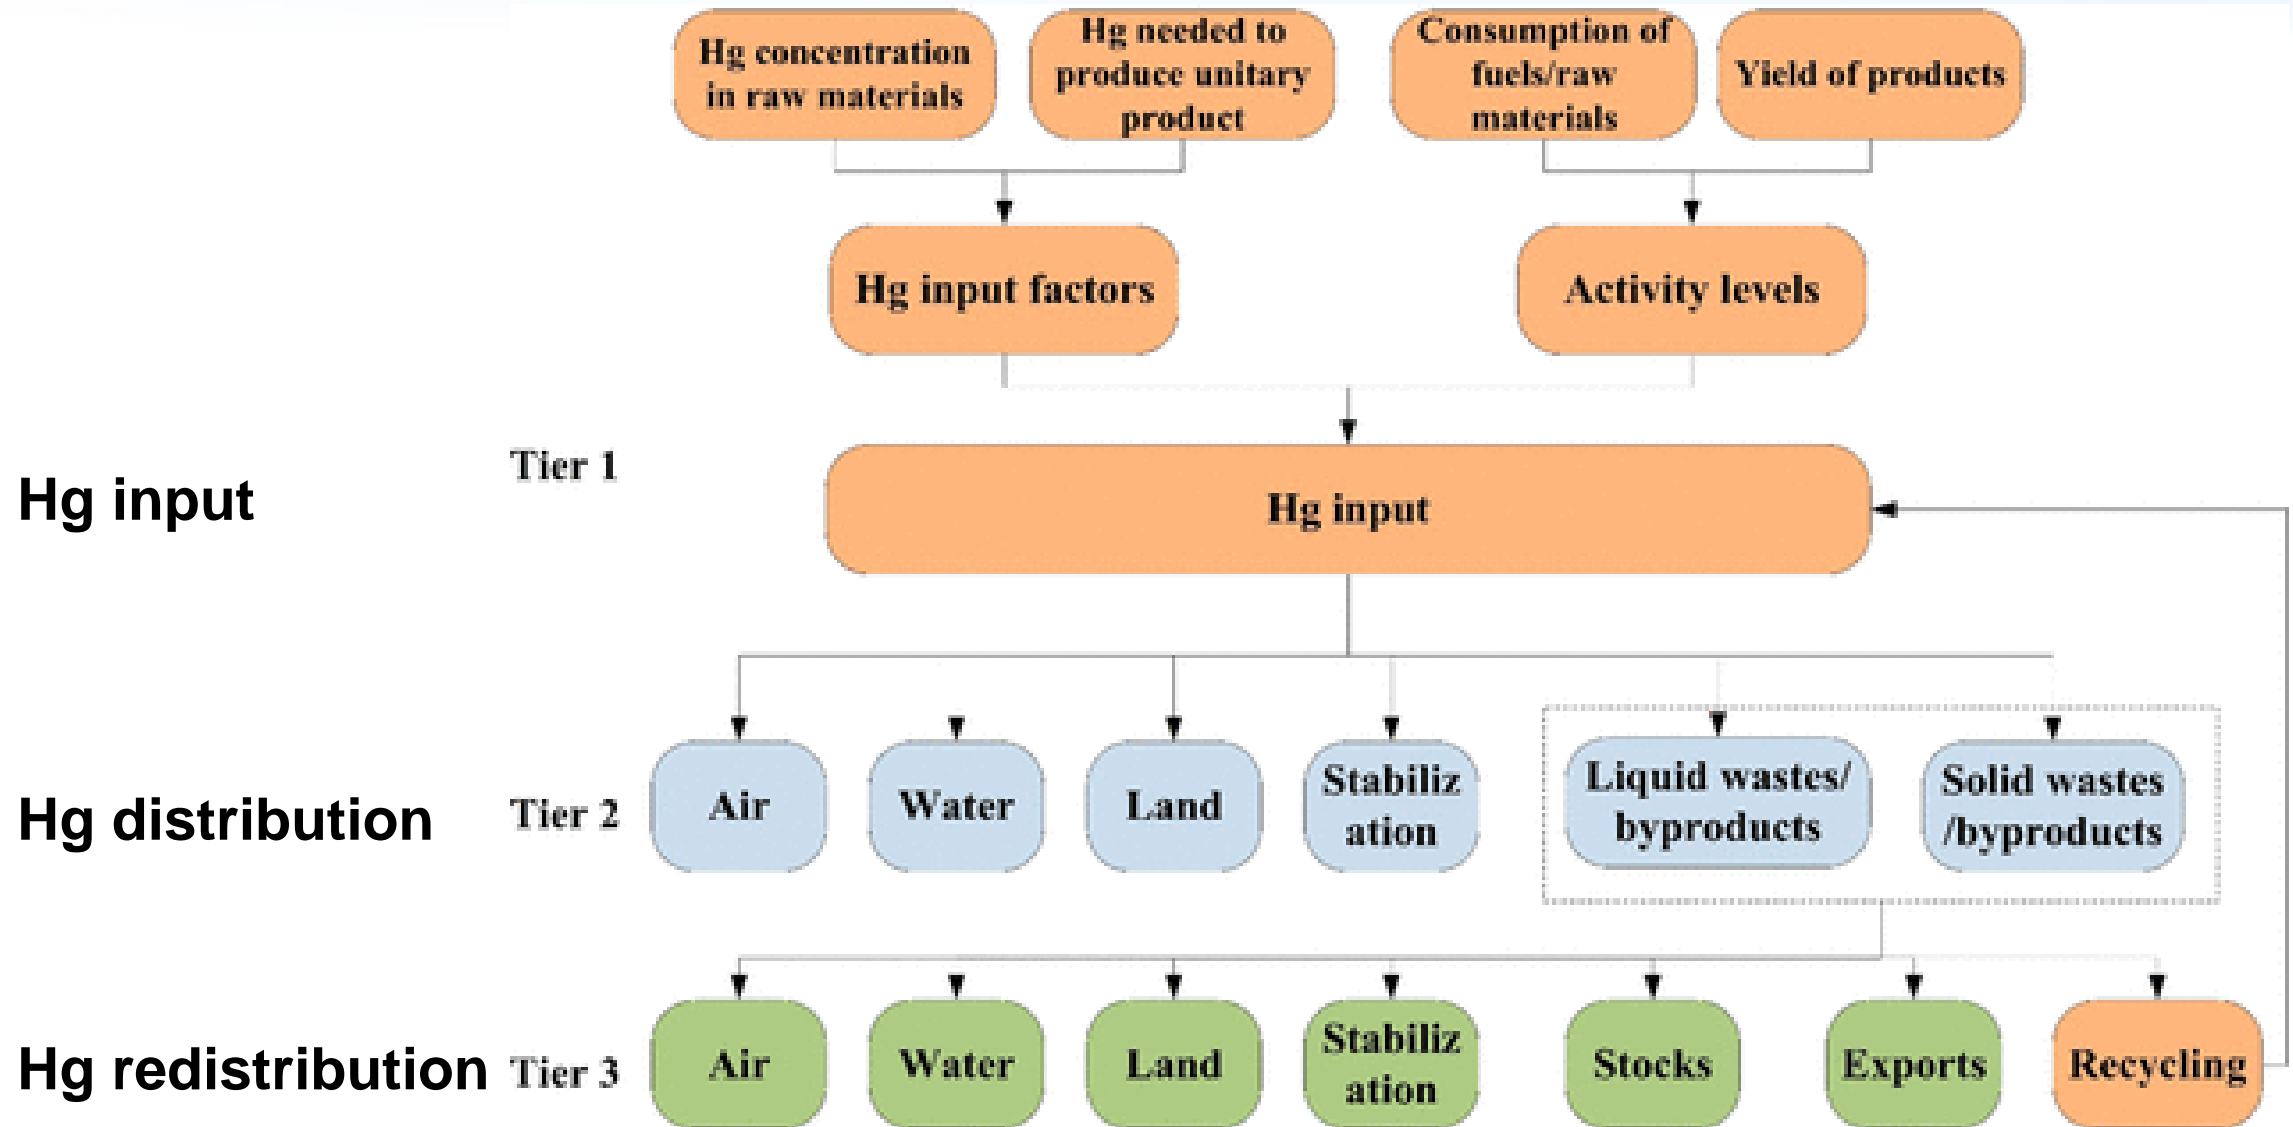 Hg concentration
in raw materials
Hg needed to
produce unitary
product
Consumption of
fuels/raw
materials
Yield of products
Hg input factors
Activity levels
Hg input
Tier 1
Hg input
Hg distribution
Tier 2
Air
Water
Land
Stabiliz
ation
Liquid wastes/
byproducts
Solid wastes
/byproducts
Hg redistribution
Tier 3
Air
Water
Land
Stabiliz
ation
Stocks
Exports
Recycling